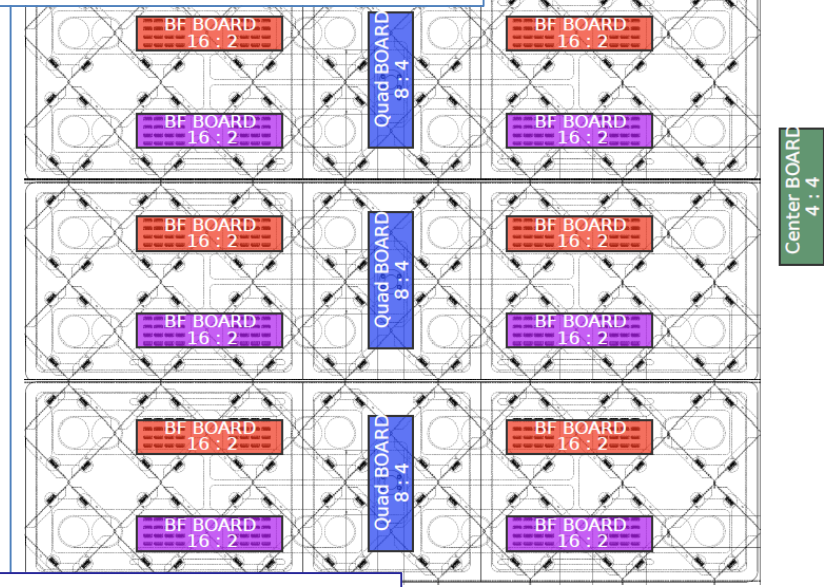 BF BOARD
16 : 2
BF BOARD
16 : 2
Quad BOARD
8 : 4
BF BOARD
16 : 2
BF BOARD
16 : 2
Center BOARD
4 : 4
BF BOARD
16 : 2
BF BOARD
16 : 2
Quad BOARD
8 : 4
BF BOARD
16 : 2
BF BOARD
16 : 2
BF BOARD
16 : 2
BF BOARD
16 : 2
Quad BOARD
8 : 4
BF BOARD
16 : 2
BF BOARD
16 : 2